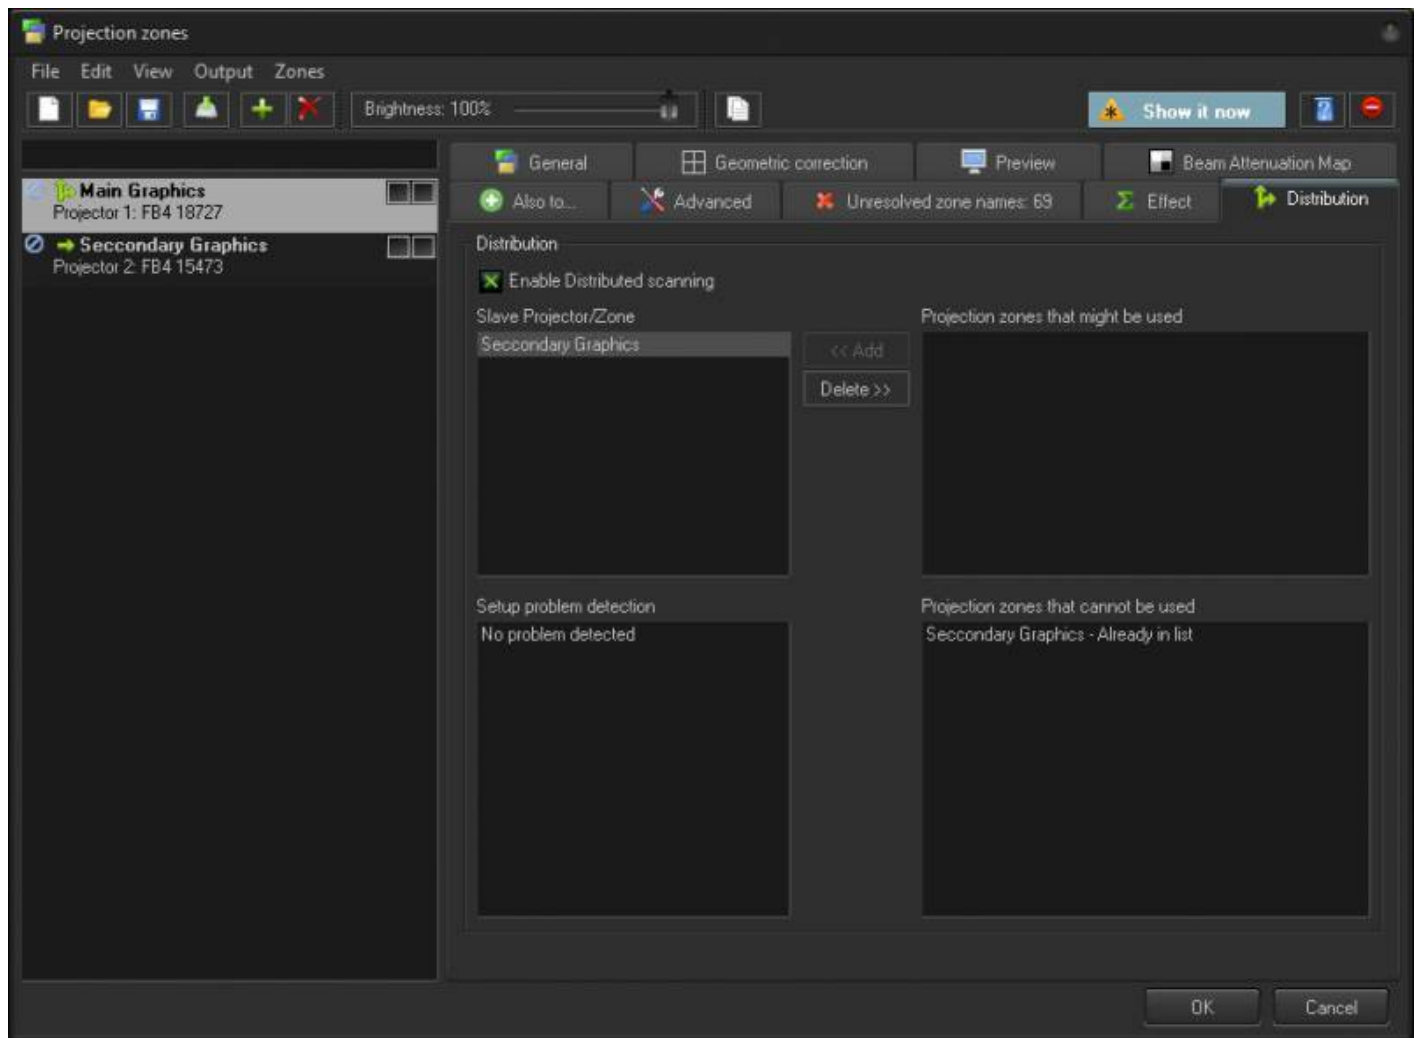 Projection zones
File Edit View Output Zones
Brightness: 100%
Show it now
General Geometric correction Preview Beam Attenuation Map
Also to... Advanced Unresolved zone names: 69 Effect Distribution
Main Graphics
Projector 1: FB4 18727
Seccondary Graphics
Projector 2: FB4 15473
Distribution
Enable Distributed scanning
Slave Projector/Zone
Seccondary Graphics
<< Add
Delete >>
Projection zones that might be used
Setup problem detection
No problem detected
Projection zones that cannot be used
Seccondary Graphics - Already in list
OK Cancel